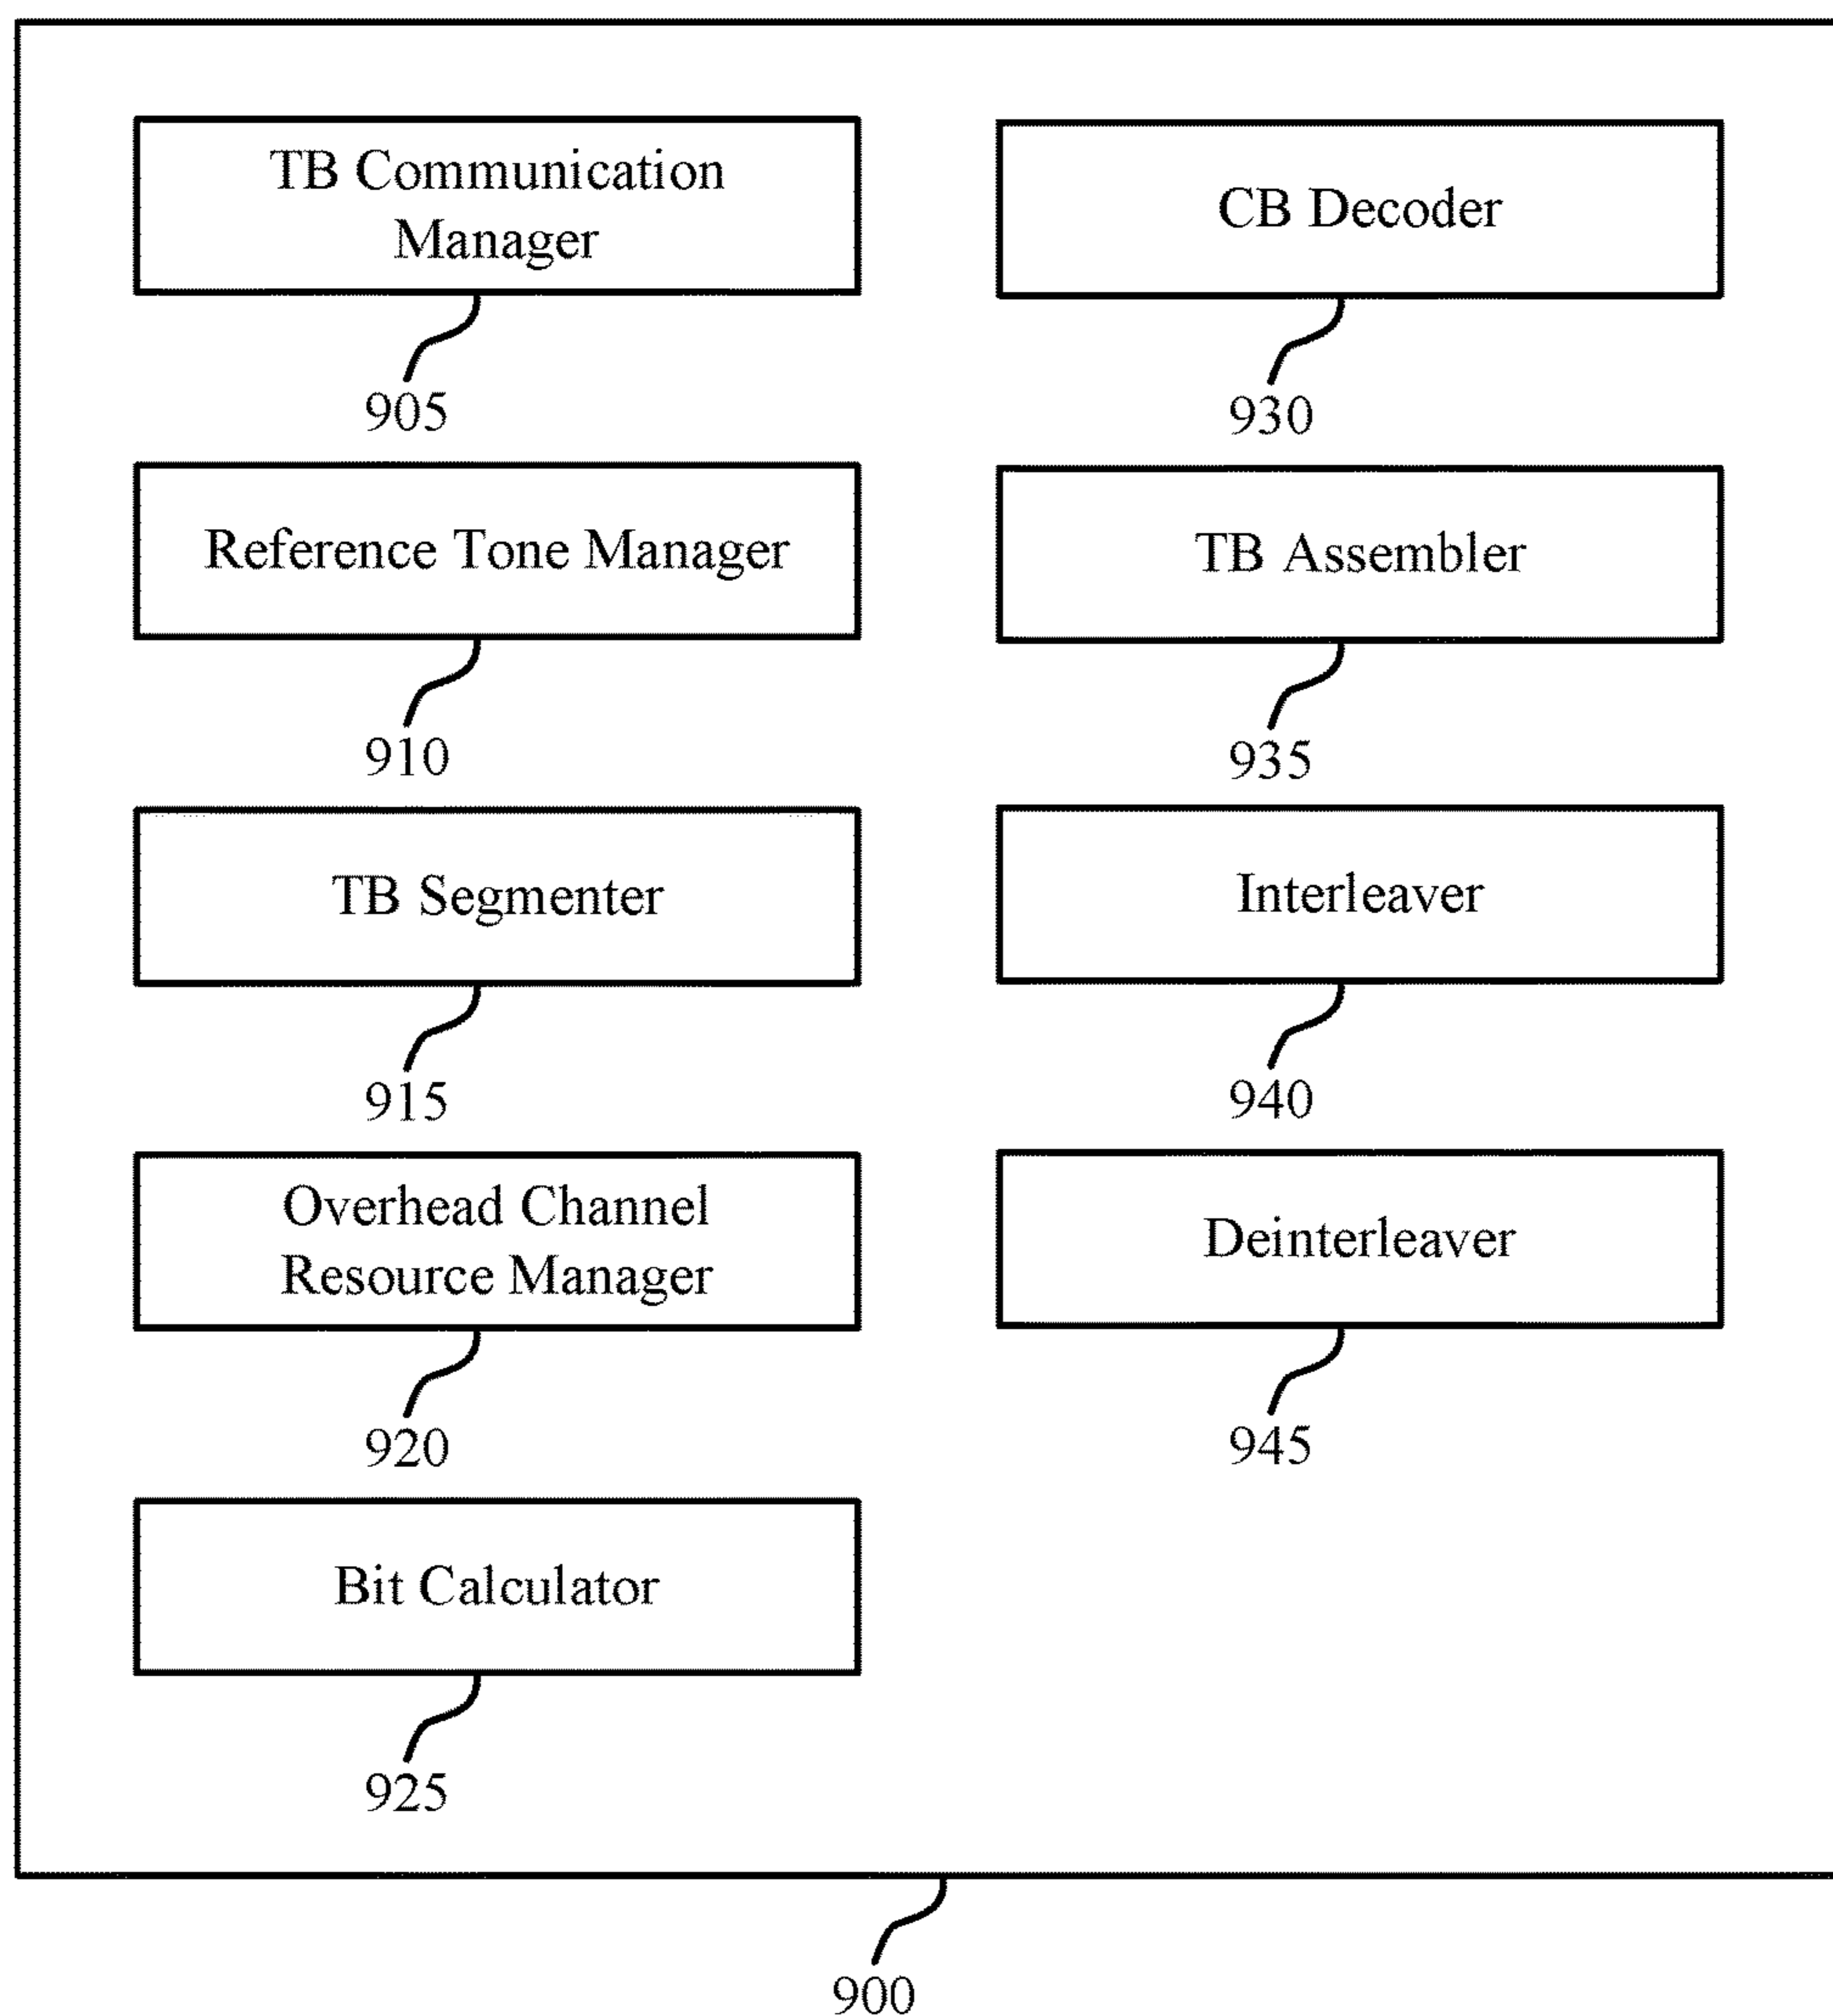 TB Communication
Manager
905
Reference Tone Manager
910
TB Segmenter
915
Overhead Channel
Resource Manager
920
Bit Calculator
925
CB Decoder
930
TB Assembler
935
Interleaver
940
Deinterleaver
945
900